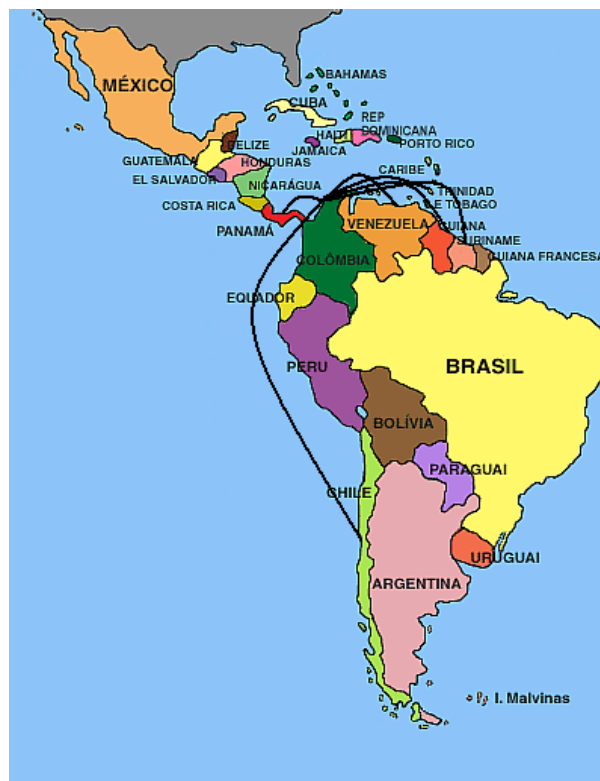 BAHAMAS
MÉXICO
CUBA
REP
DOMINICANA
HAITI
PORTO RICO
BELIZE
JAMAICA
GUATEMALA
HONDURAS
CARIBE
EL SALVADOR
NICARÁGUA
TRINIDAD
E TOBAGO
COSTA RICA
PANAMÁ
VENEZUELA
GUIANA
SURINAME
GUIANA FRANCESA
COLÔMBIA
EQUADOR
PERU
BRASIL
BOLÍVIA
PARAGUAI
CHILE
URUGUAI
ARGENTINA
I. Malvinas